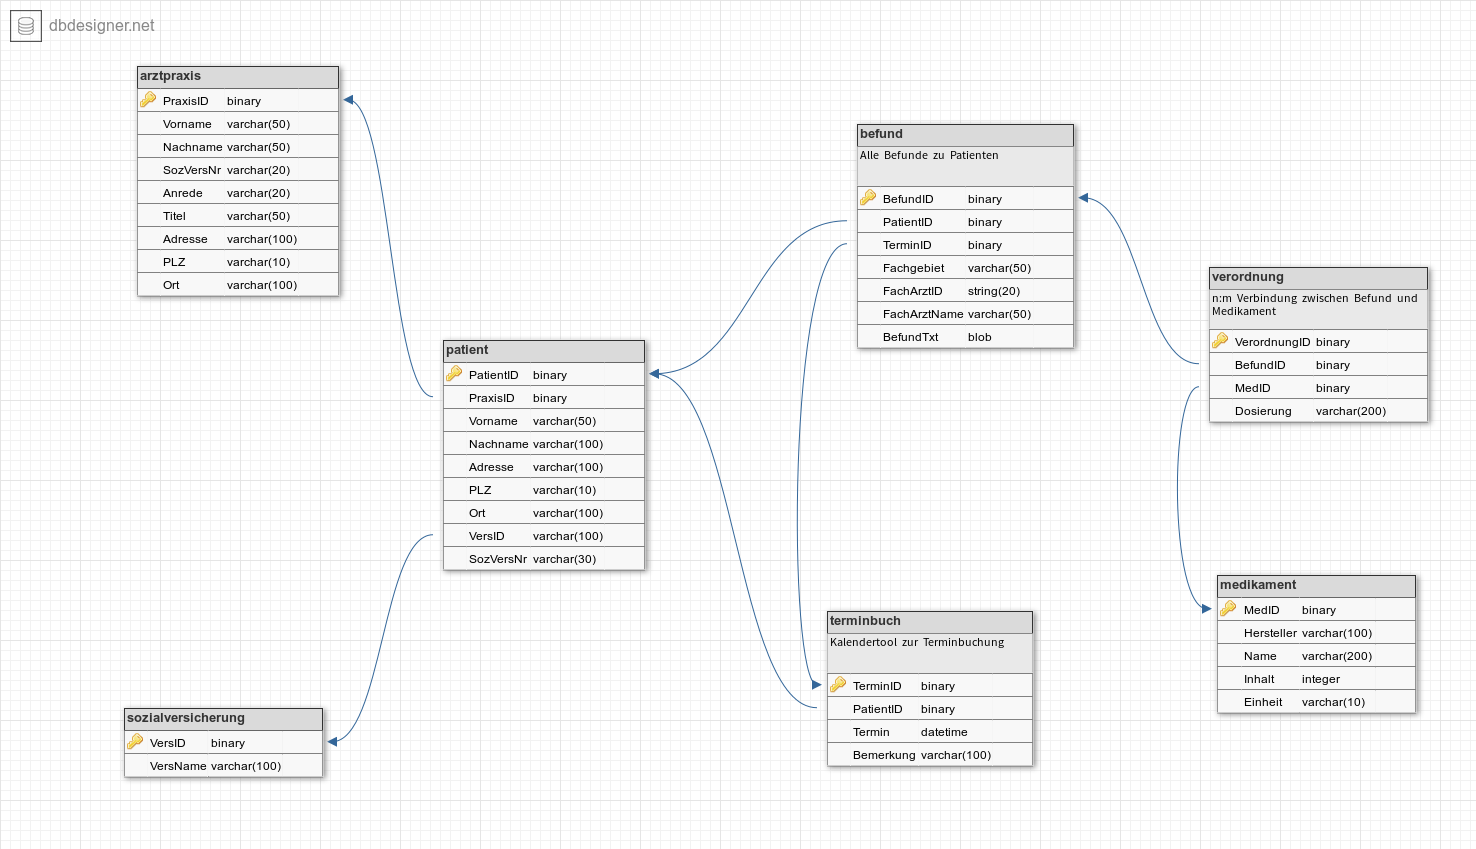 dbdesigner.net
arztpraxis
PraxisID binary
Vorname varchar(50)
Nachname varchar(50)
SozVersNr varchar(20)
Anrede varchar(20)
Titel varchar(50)
Adresse varchar(100)
PLZ varchar(10)
Ort varchar(100)
patient
PatientID binary
PraxisID binary
Vorname varchar(50)
Nachname varchar(100)
Adresse varchar(100)
PLZ varchar(10)
Ort varchar(100)
VersID varchar(100)
SozVersNr varchar(30)
sozialversicherung
VersID binary
VersName varchar(100)
befund
Alle Befunde zu Patienten
BefundID binary
PatientID binary
TerminID binary
Fachgebiet varchar(50)
FachArztID string(20)
FachArztName varchar(50)
BefundTxt blob
terminbuch
Kalendertool zur Terminbuchung
TerminID binary
PatientID binary
Termin datetime
Bemerkung varchar(100)
verordnung
n:m Verbindung zwischen Befund und
Medikament
VerordnungID binary
BefundID binary
MedID binary
Dosierung varchar(200)
medikament
MedID binary
Hersteller varchar(100)
Name varchar(200)
Inhalt integer
Einheit varchar(10)